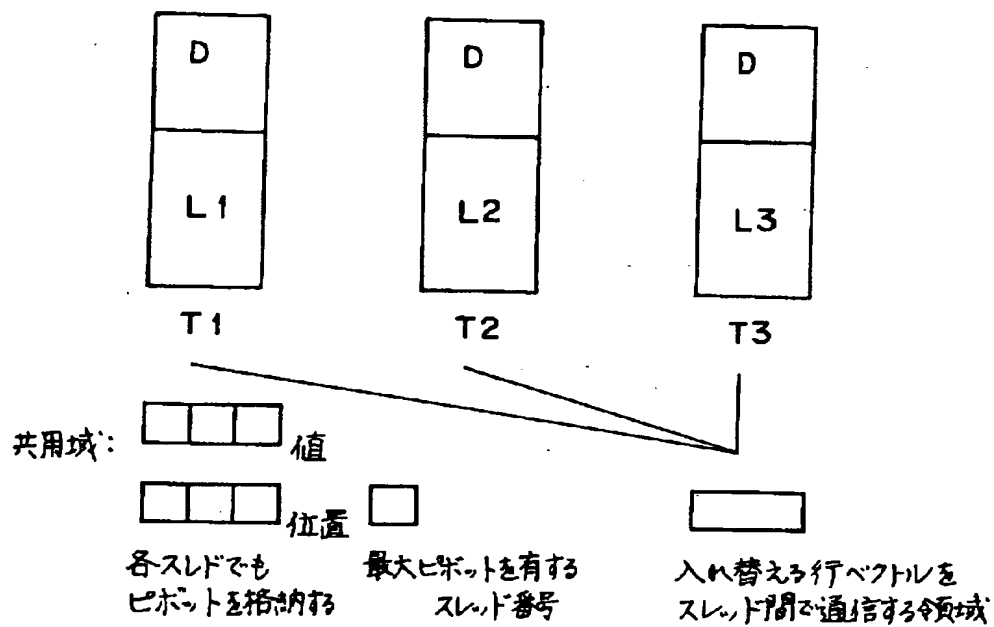 D
D
D
L1
L2
L3
T1
T2
T3
共用域:
値
位置
各スレドでも
ピボットを格納する
最大ピボットを有する
スレッド番号
入れ替える行ベクトルを
スレッド間で通信する領域